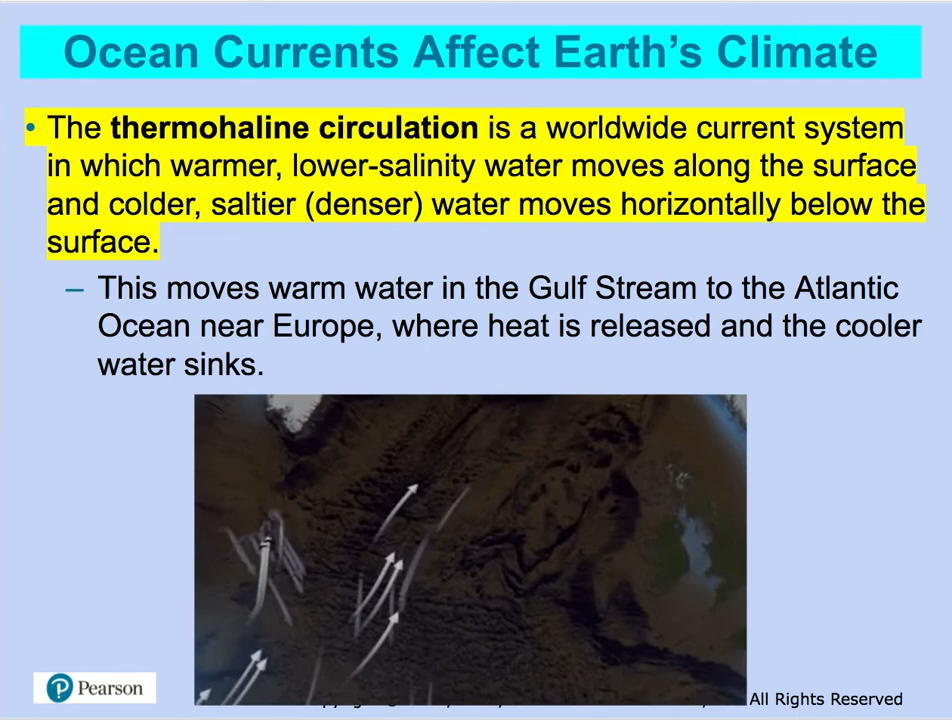 Ocean Currents Affect Earth's Climate
• The thermohaline circulation is a worldwide current system
in which warmer, lower-salinity water moves along the surface
and colder, saltier (denser) water moves horizontally below the
surface.
– This moves warm water in the Gulf Stream to the Atlantic
Ocean near Europe, where heat is released and the cooler
water sinks.
Pearson
All Rights Reserved